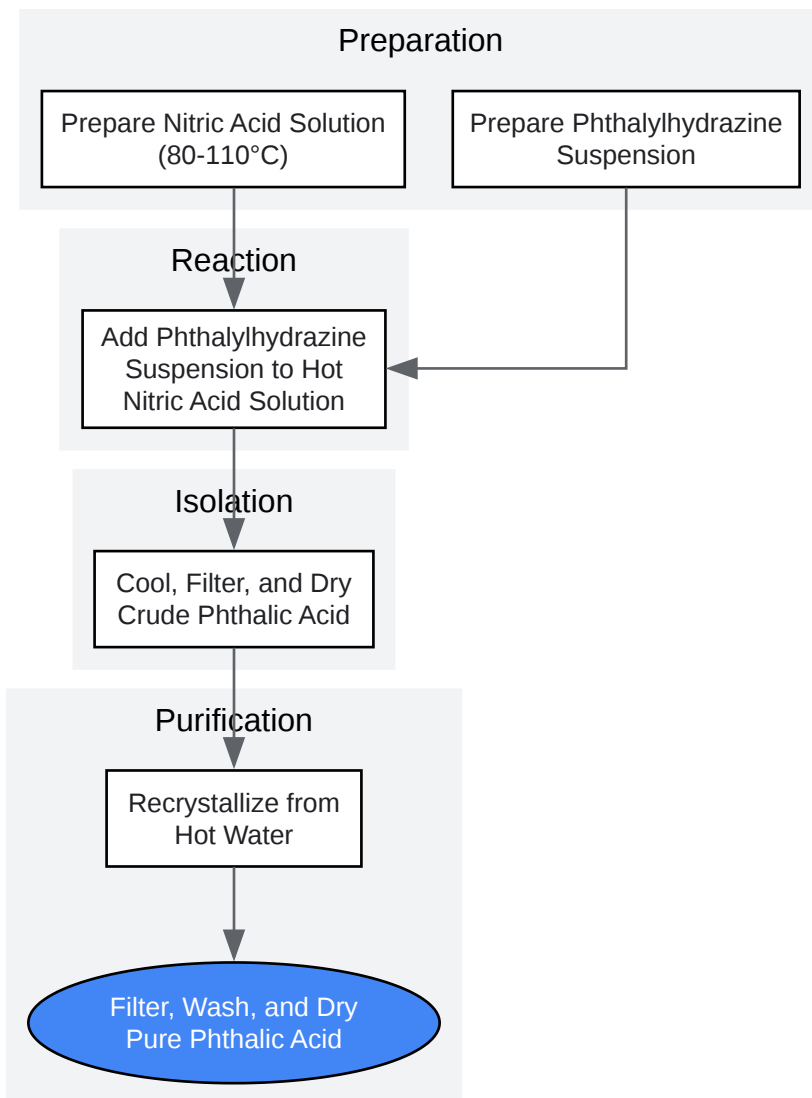 Preparation
Prepare Nitric Acid Solution
(80-110°C)
Prepare Phthalylhydrazine
Suspension
Reaction
Add Phthalylhydrazine
Suspension to Hot
Nitric Acid Solution
Isolation
Cool, Filter, and Dry
Crude Phthalic Acid
Purification
Recrystallize from
Hot Water
Filter, Wash, and Dry
Pure Phthalic Acid